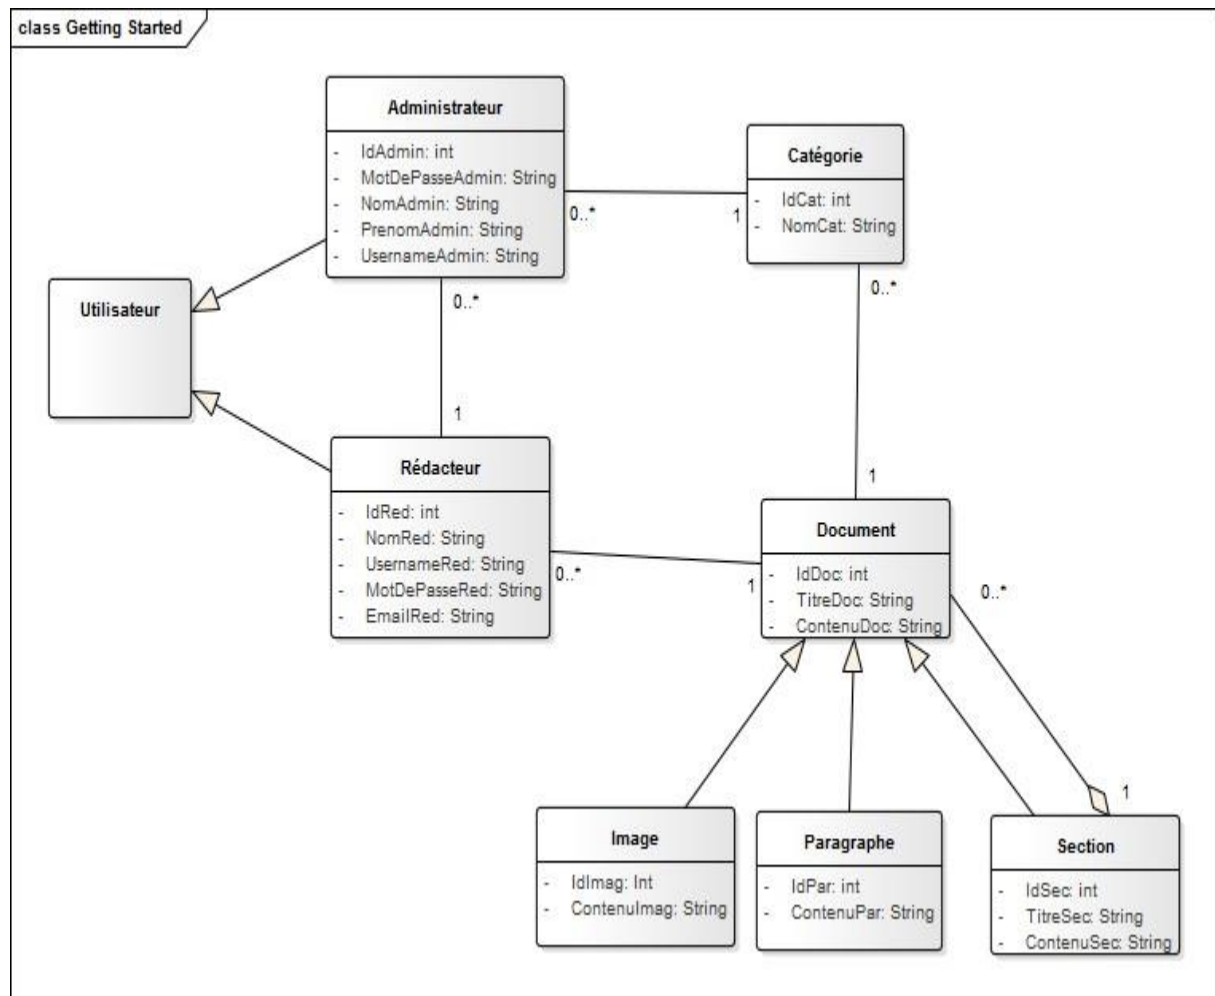 class Getting Started
Administrateur
- IdAdmin: int
- MotDePasseAdmin: String
- NomAdmin: String
- PrenomAdmin: String
- UsernameAdmin: String
Catégorie
- IdCat: int
- NomCat: String
0..*
1
Utilisateur
0..*
0..*
1
Rédacteur
- IdRed: int
- NomRed: String
- UsernameRed: String
- MotDePasseRed: String
- EmailRed: String
1
Document
- IdDoc: int
- TitreDoc: String
- ContenuDoc: String
0..*
1
0..*
1
Image
- IdImag: Int
- ContenuImag: String
Paragraphe
- IdPar: int
- ContenuPar: String
Section
- IdSec: int
- TitreSec: String
- ContenuSec: String